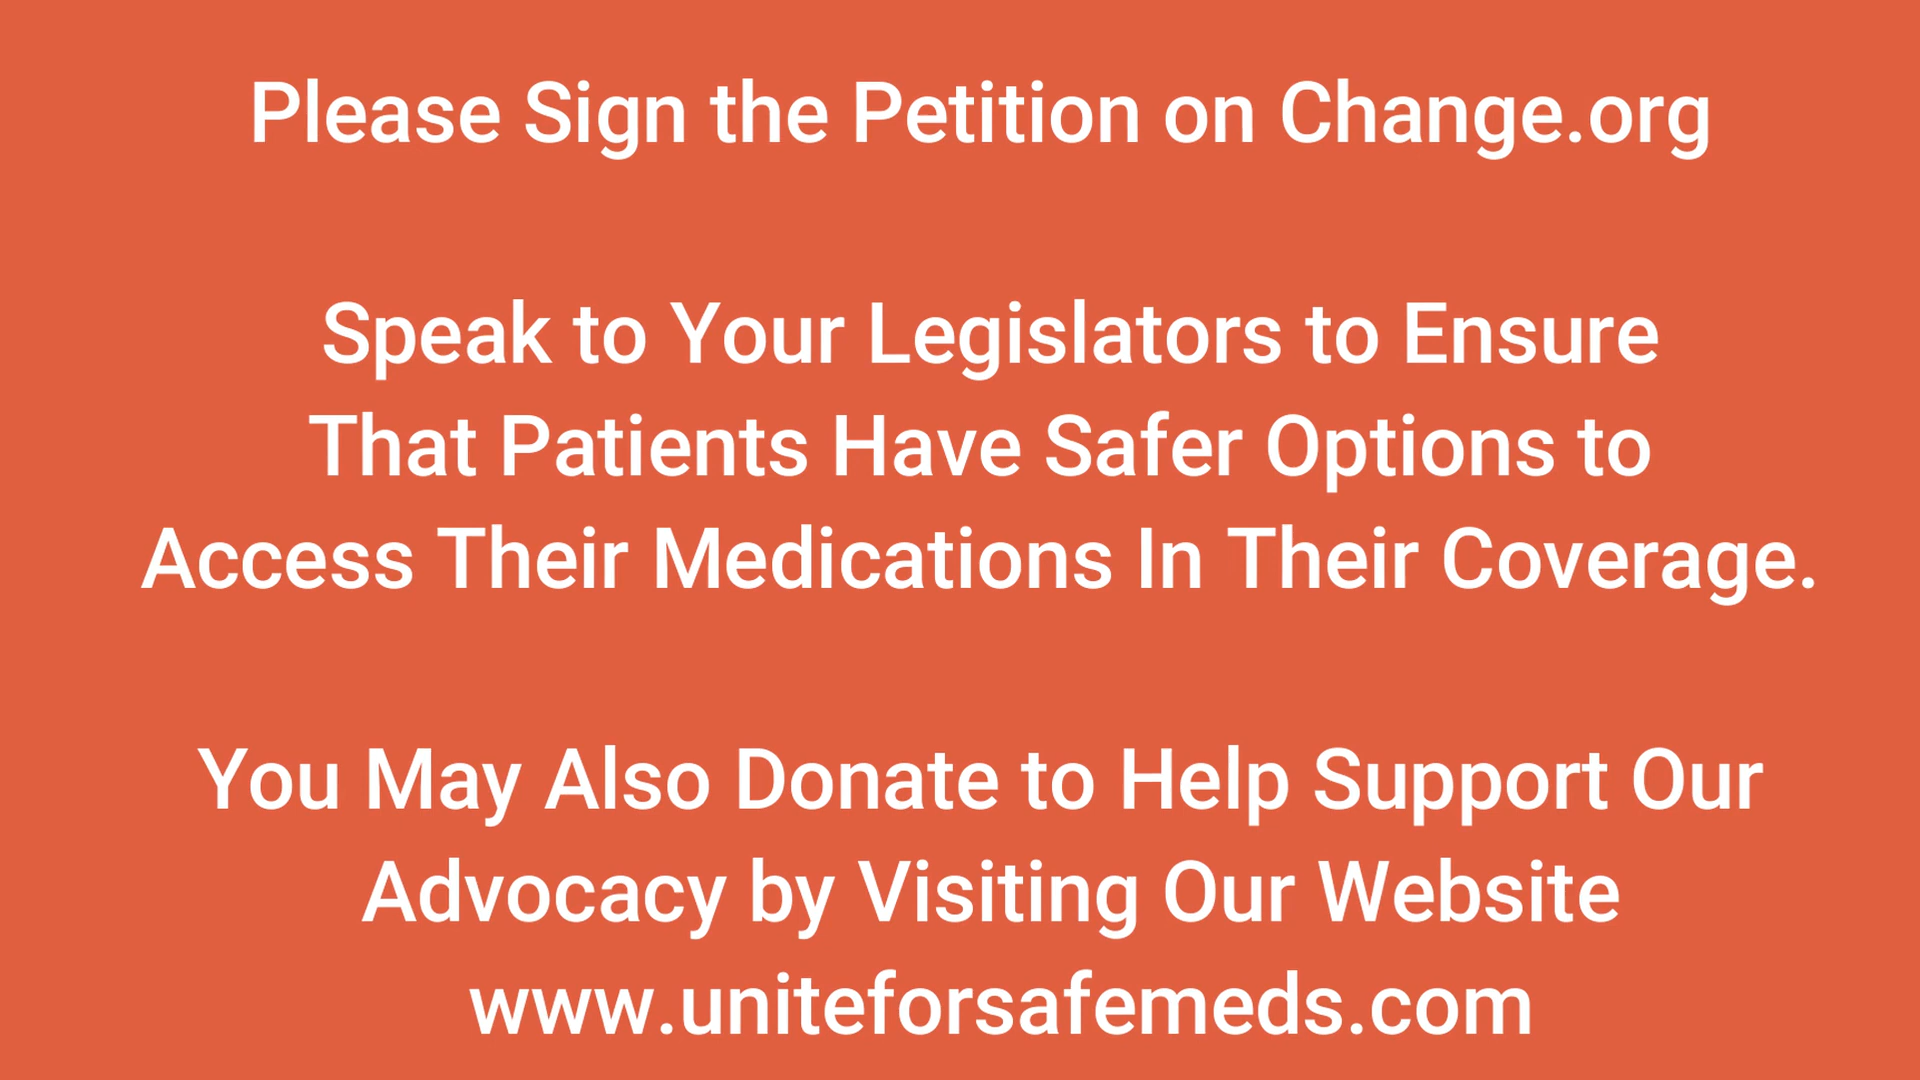 Please Sign the Petition on Change.org
Speak to Your Legislators to Ensure
That Patients Have Safer Options to
Access Their Medications In Their Coverage.
You May Also Donate to Help Support Our
Advocacy by Visiting Our Website
www.uniteforsafemeds.com